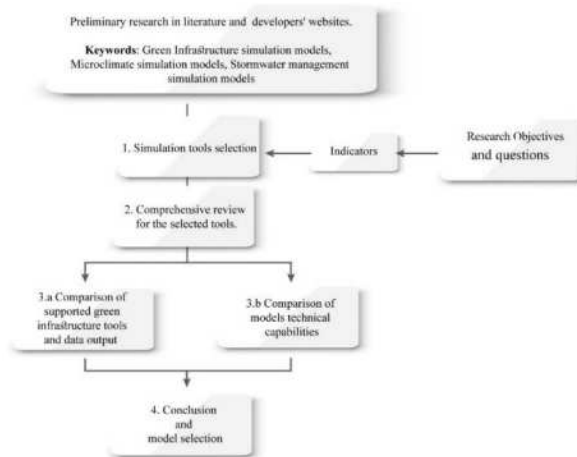 Preliminary research in literature and developers' websites.
Keywords: Green Infrastructure simulation models,
Microclimate simulation models, Stormwater management
simulation models
1. Simulation tools selection
Indicators
Research Objectives
and questions
2. Comprehensive review
for the selected tools.
3.a Comparison of
supported green
infrastructure tools
and data output
3.b Comparison of
models technical
capabilities
4. Conclusion
and
model selection